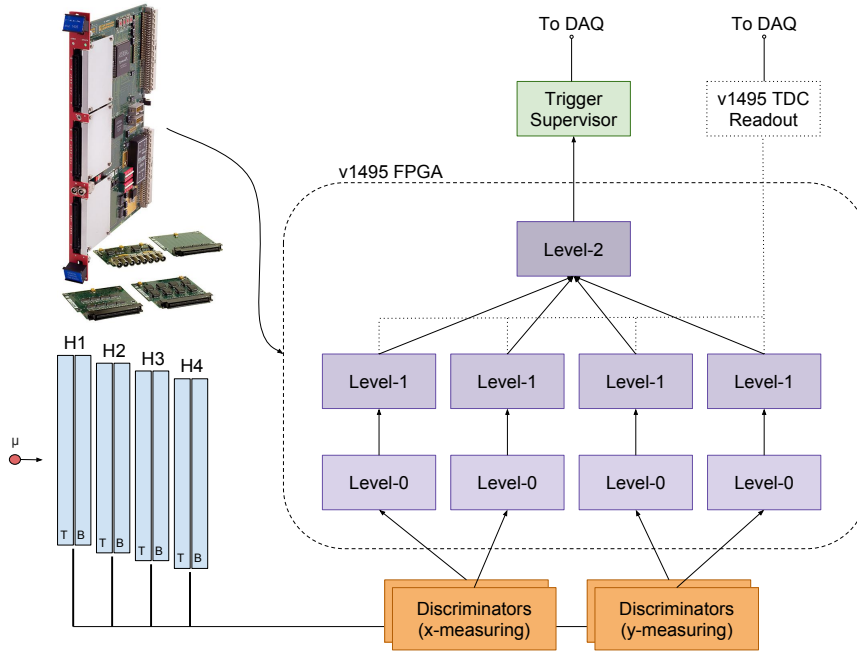 To DAQ
To DAQ
Trigger
Supervisor
v1495 TDC
Readout
v1495 FPGA
Level-2
H1
H2
H3
H4
Level-1
Level-1
Level-1
Level-1
μ
Level-0
Level-0
Level-0
Level-0
T
B
T
B
T
B
T
B
Discriminators
(x-measuring)
Discriminators
(y-measuring)